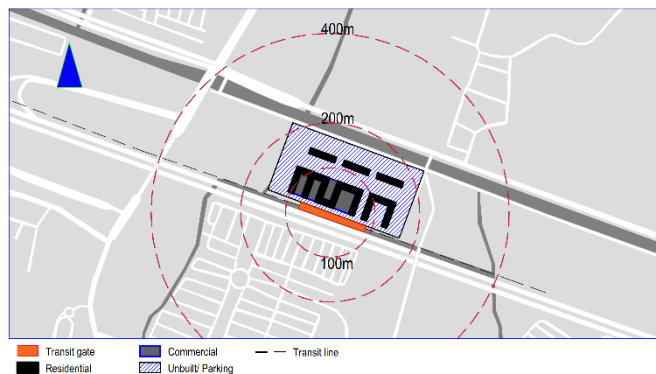 400m
200m
100m
Transit gate
Commercial
Transit line
Residential
Unbuilt/ Parking